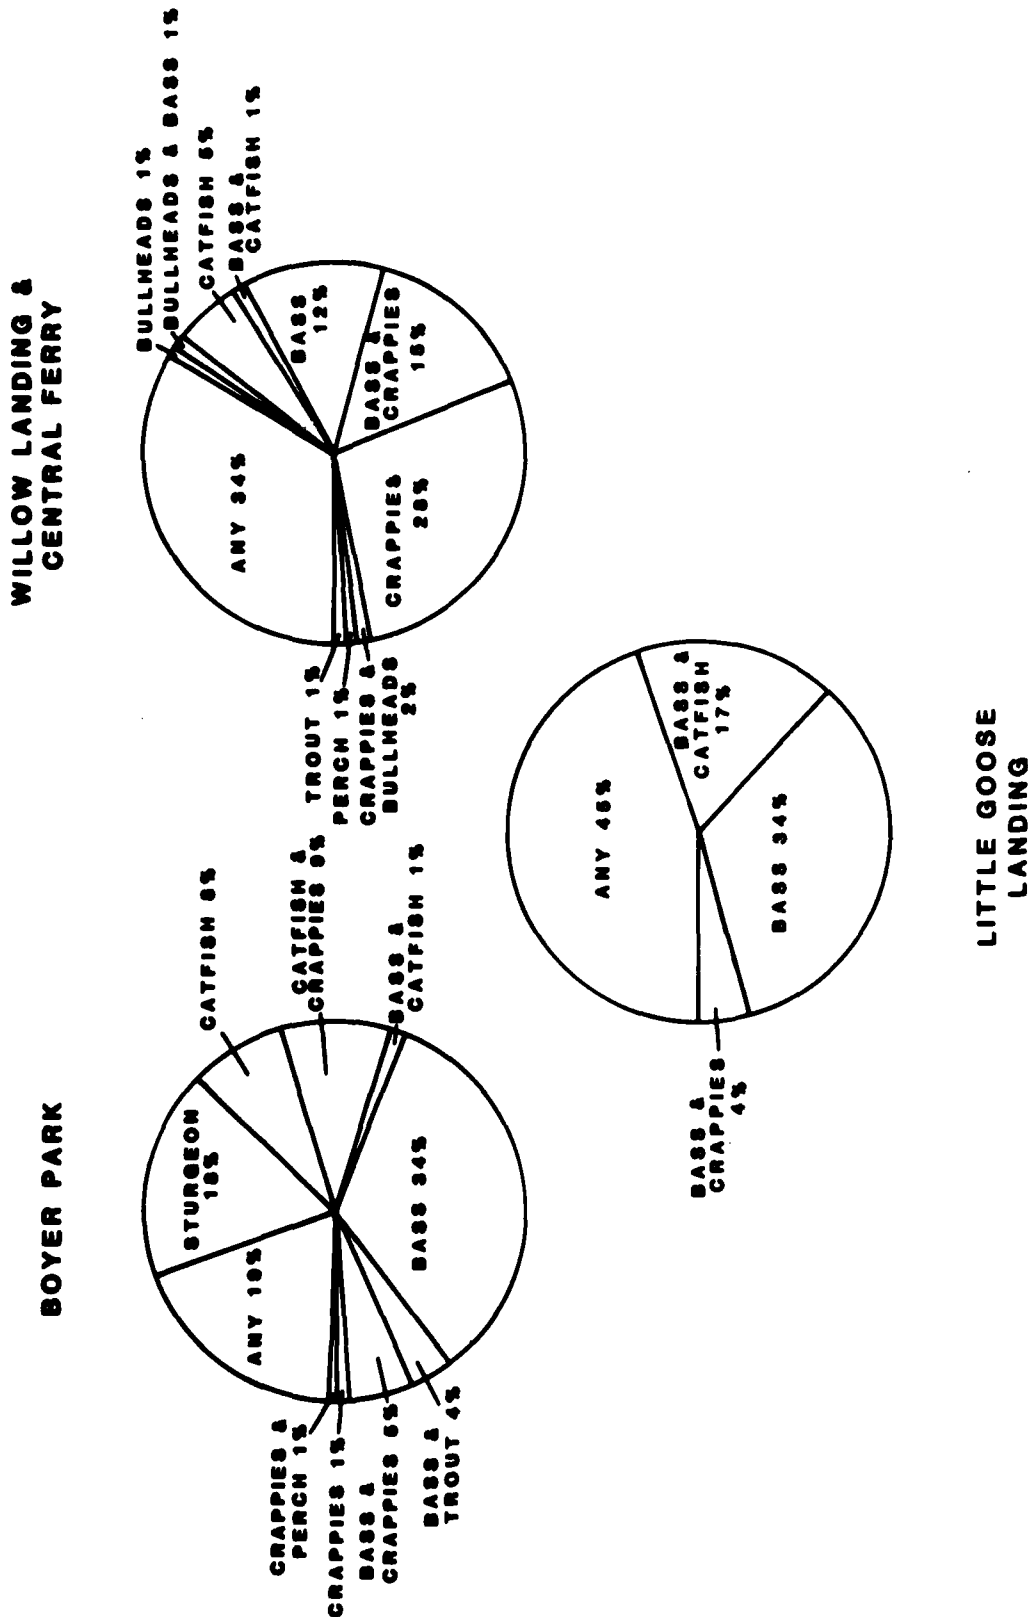 BOYER PARK
STURGEON
18%
CATFISH 8%
CATFISH &
CRAPPIES 9%
BASS &
CATFISH 1%
BASS 34%
BASS &
TROUT 4%
BASS &
CRAPPIES 5%
CRAPPIES 1%
CRAPPIES &
PERCH 1%
ANY 19%
WILLOW LANDING &
CENTRAL FERRY
BULLHEADS 1%
BULLHEADS & BASS 1%
CATFISH 5%
BASS &
CATFISH 1%
BASS
12%
BASS &
CRAPPIES
15%
CRAPPIES
28%
CRAPPIES &
BULLHEADS
2%
PERCH 1%
TROUT 1%
ANY 34%
ANY 45%
BASS &
CATFISH
17%
BASS 34%
BASS &
CRAPPIES
4%
LITTLE GOOSE
LANDING